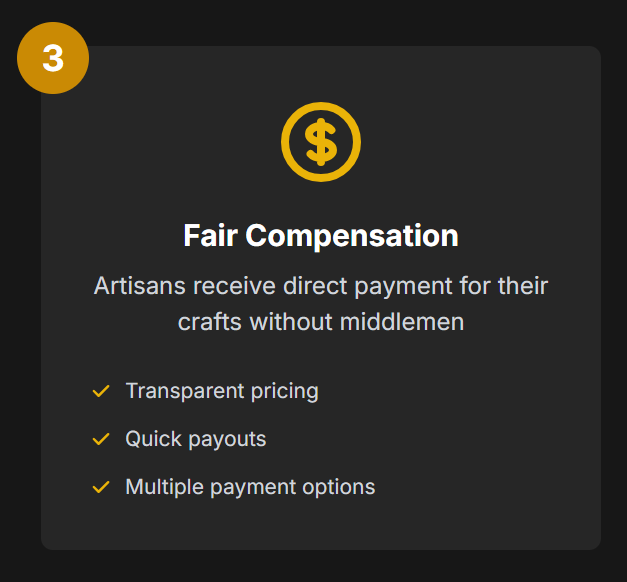 3
$
Fair Compensation
Artisans receive direct payment for their
crafts without middlemen
Transparent pricing
Quick payouts
Multiple payment options